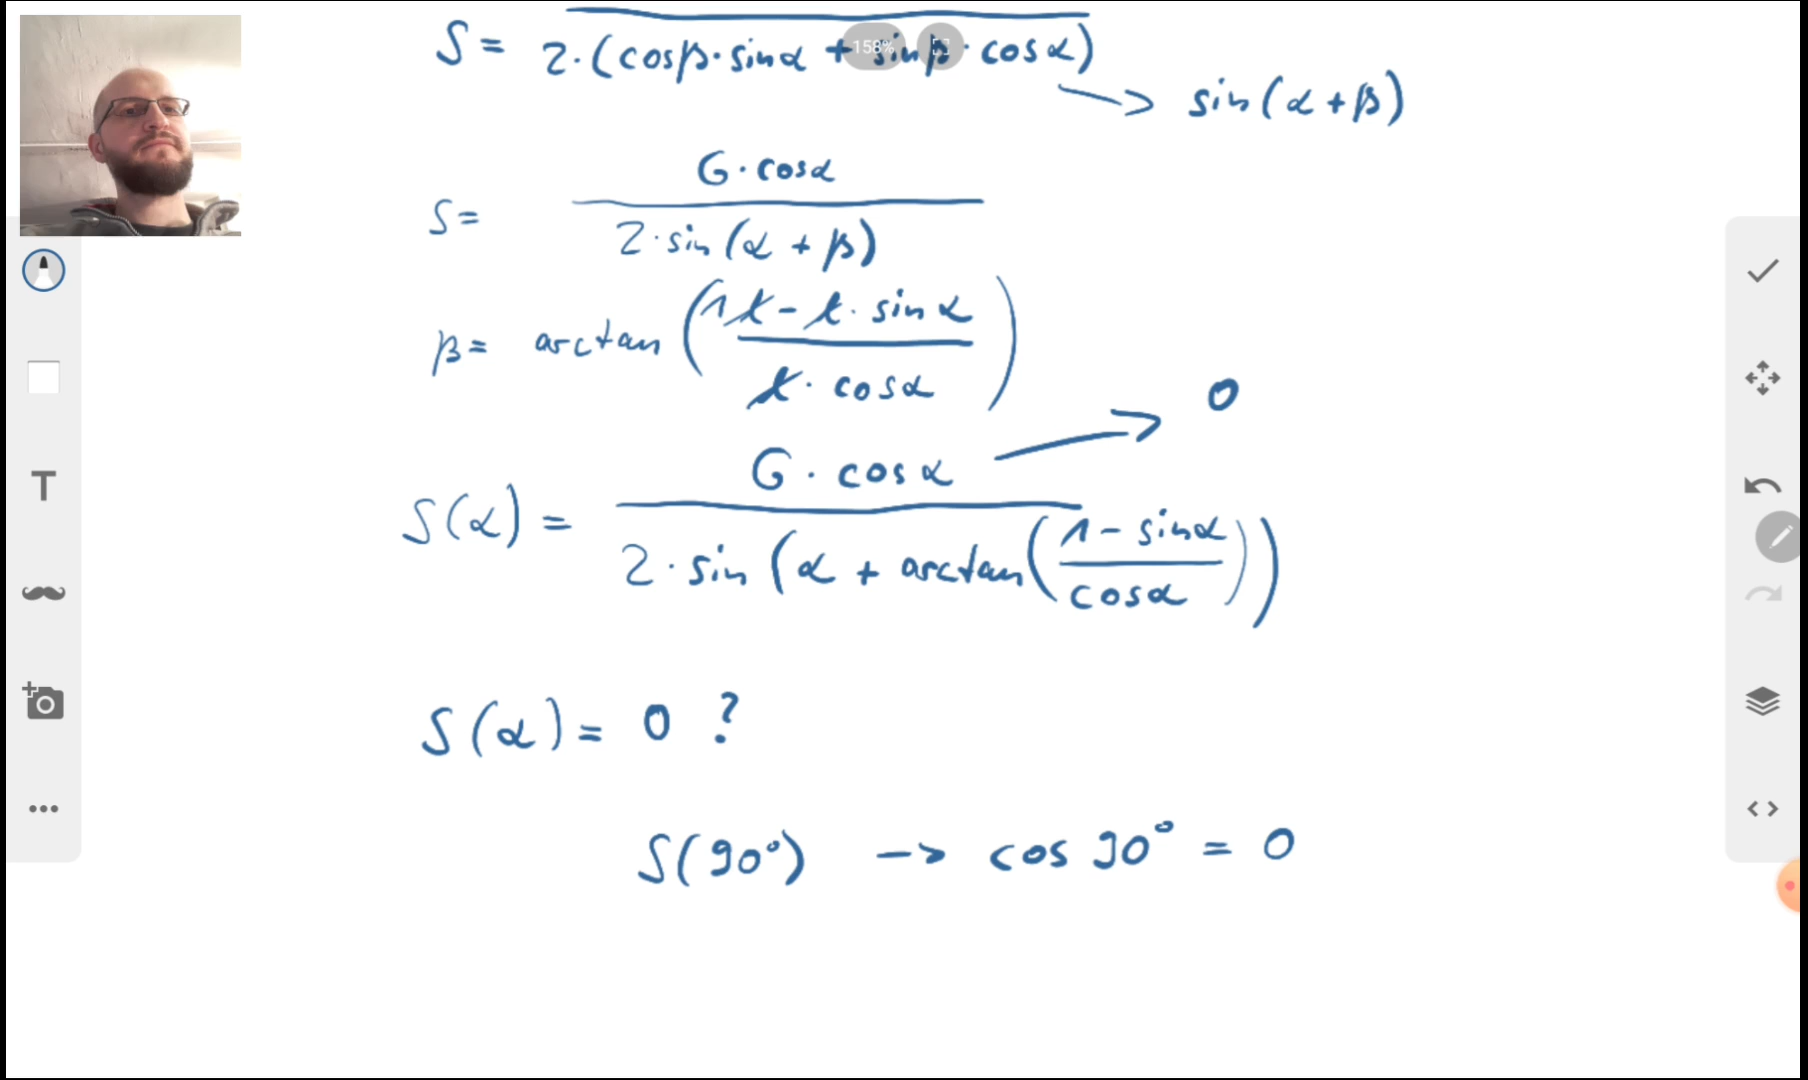 S = 2·(cosβ·sinα + sinβ·cosα)
158%
→ sin(α+β)
G·cosα
S =
2·sin(α + β)
β = arctan (1ℓ - ℓ·sinα / ℓ·cosα)
0
G·cosα
S(α) =
2·sin(α + arctan(1 - sinα / cosα))
S(α) = 0 ?
S(90°) → cos 90° = 0
T